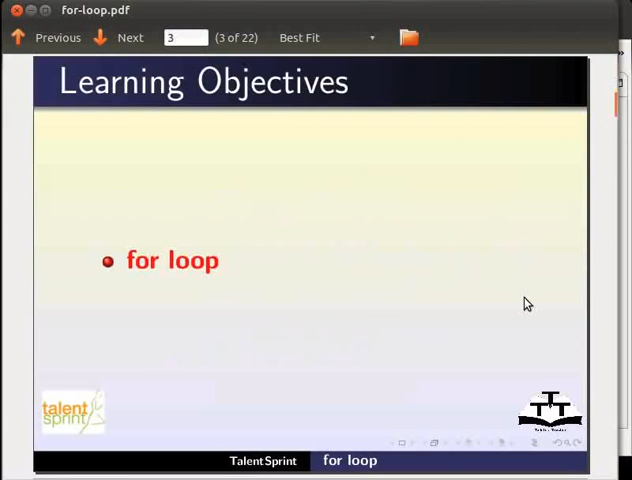 for-loop.pdf
Previous Next 3 (3 of 22) Best Fit
Learning Objectives
for loop
talent
sprint
TalentSprint for loop